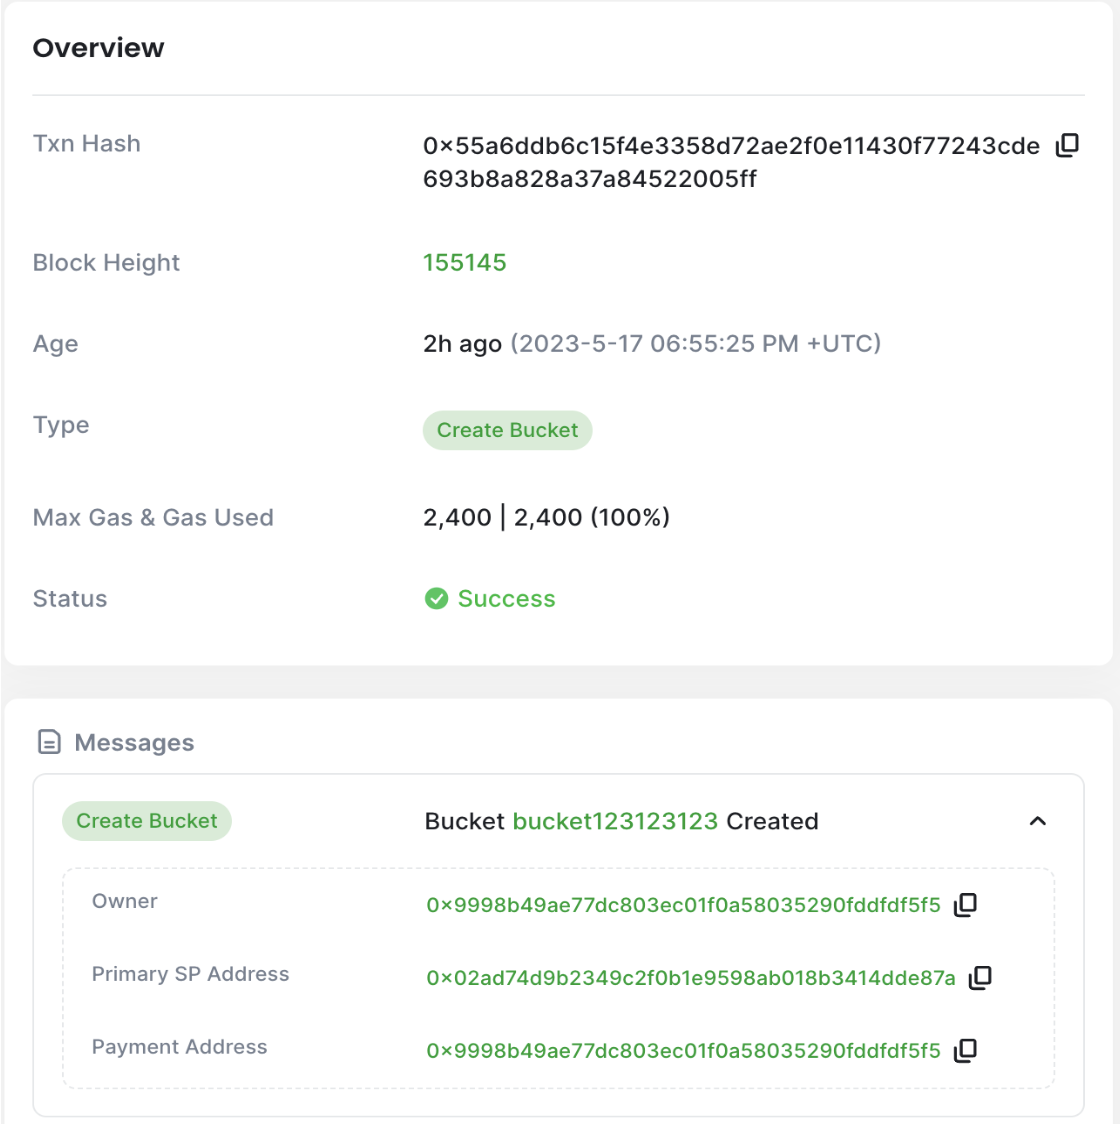 Overview
Txn Hash
0x55a6ddb6c15f4e3358d72ae2f0e11430f77243cde
693b8a828a37a84522005ff
Block Height
155145
Age
2h ago (2023-5-17 06:55:25 PM +UTC)
Type
Create Bucket
Max Gas & Gas Used
2,400 | 2,400 (100%)
Status
Success
Messages
Create Bucket
Bucket bucket123123123 Created
Owner
0x9998b49ae77dc803ec01f0a58035290fddfdf5f5
Primary SP Address
0x02ad74d9b2349c2f0b1e9598ab018b3414dde87a
Payment Address
0x9998b49ae77dc803ec01f0a58035290fddfdf5f5